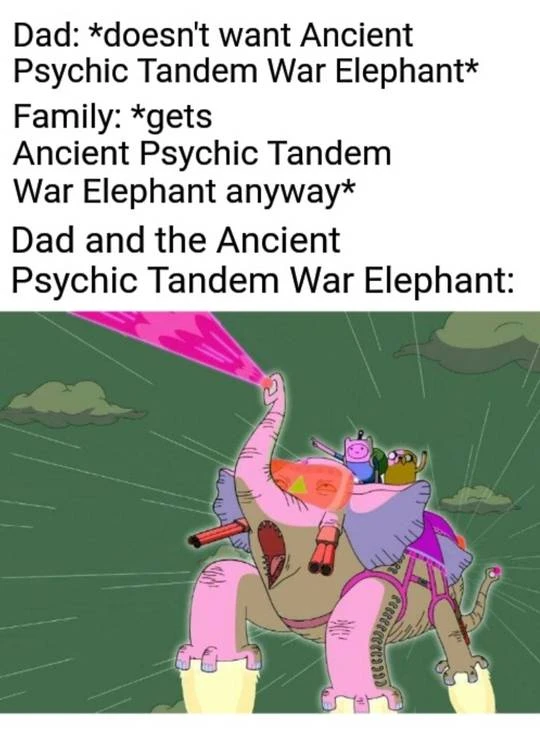 Dad: *doesn't want Ancient
Psychic Tandem War Elephant*
Family: *gets
Ancient Psychic Tandem
War Elephant anyway*
Dad and the Ancient
Psychic Tandem War Elephant: